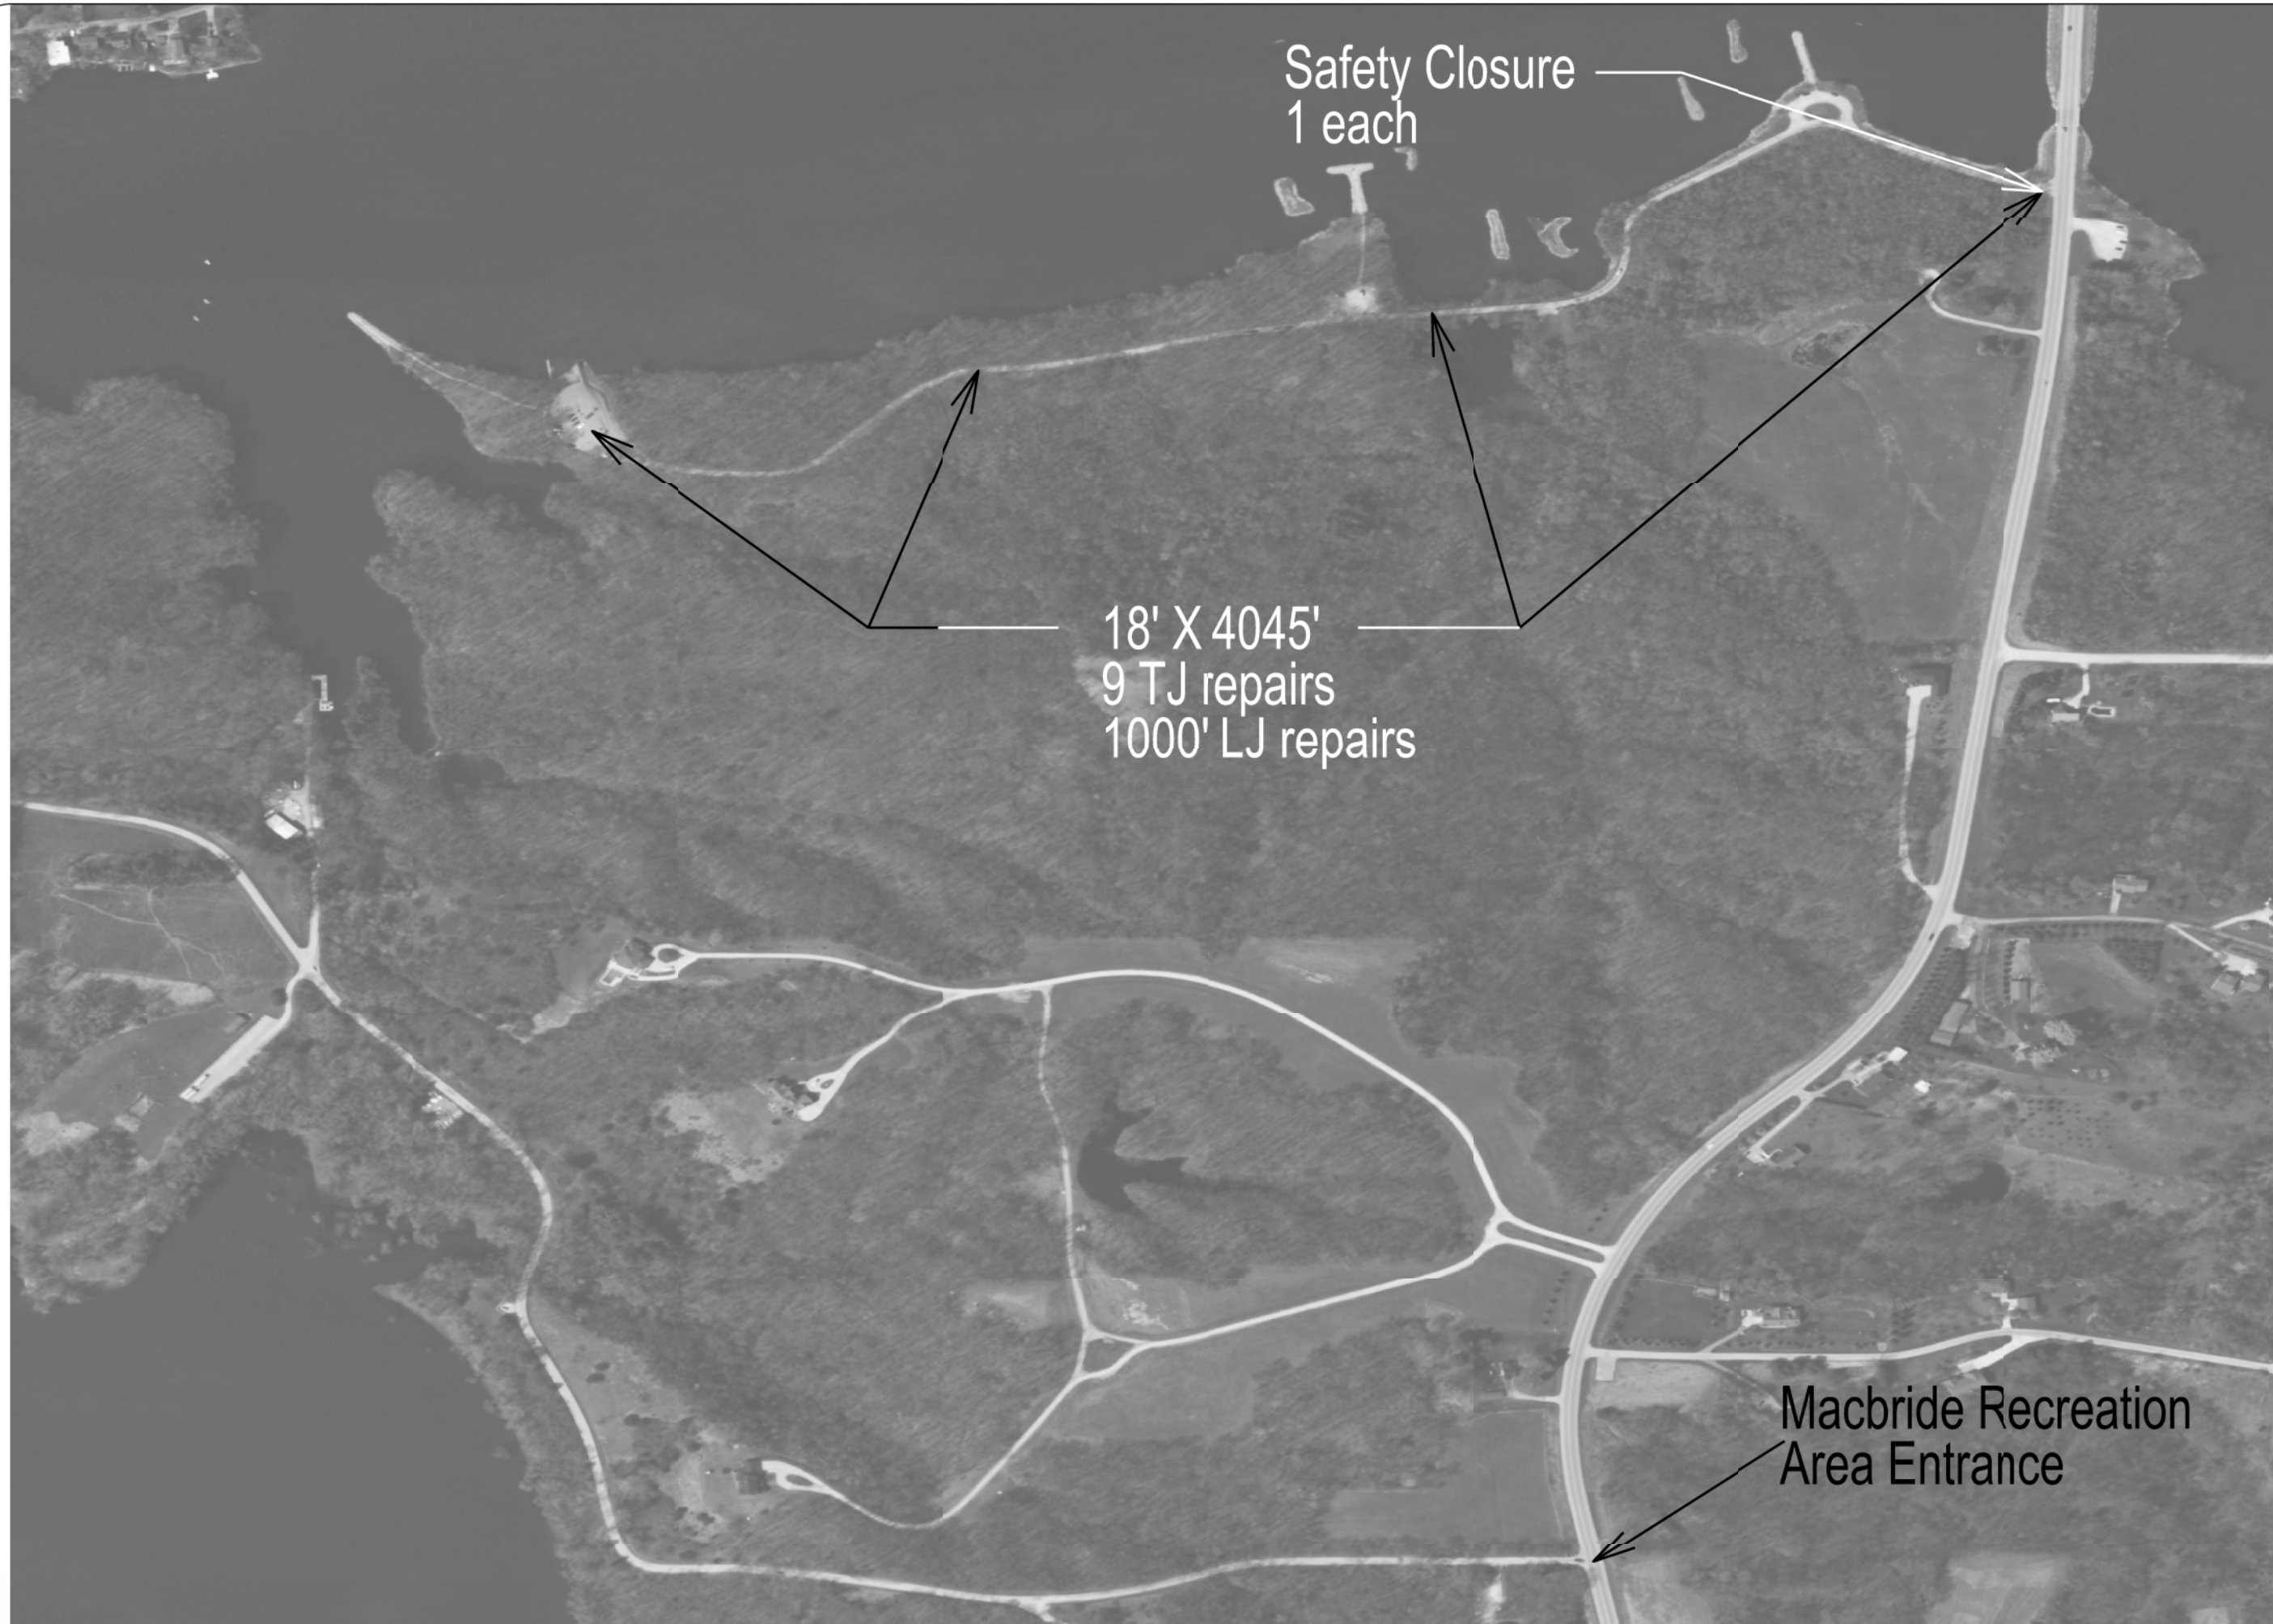 Safety Closure
1 each
18' X 4045'
9 TJ repairs
1000' LJ repairs
Macbride Recreation
Area Entrance